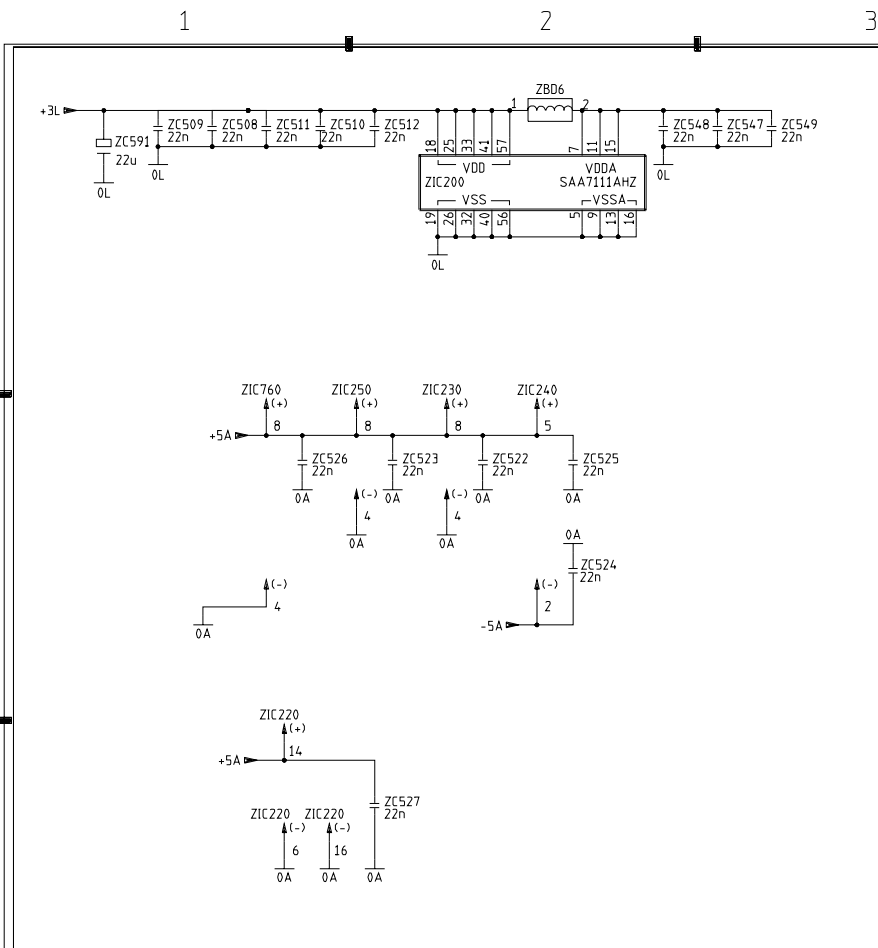 1 2 3
ZBD6
+3L 1 2
ZC509 ZC508 ZC511 ZC510 ZC512 ZC548 ZC547 ZC549
22n 22n 22n 22n 22n 22n 22n 22n
ZC591
22u
0L 0L 0L
18 25 33 41 57 7 11 15
VDD VDDA
ZIC200 SAA7111AHZ
VSS VSSA
19 26 32 40 56 5 9 13 16
0L
ZIC760 ZIC250 ZIC230 ZIC240
(+) (+) (+) (+)
8 8 8 5
+5A
ZC526 ZC523 ZC522 ZC525
22n 22n 22n 22n
0A 0A 0A 0A
(-) (-)
4 4
0A 0A
0A
ZC524
22n
(-) (-)
4 2
0A
-5A
ZIC220
(+)
14
+5A
ZC527
22n
ZIC220 ZIC220
(-) (-)
6 16
0A 0A 0A